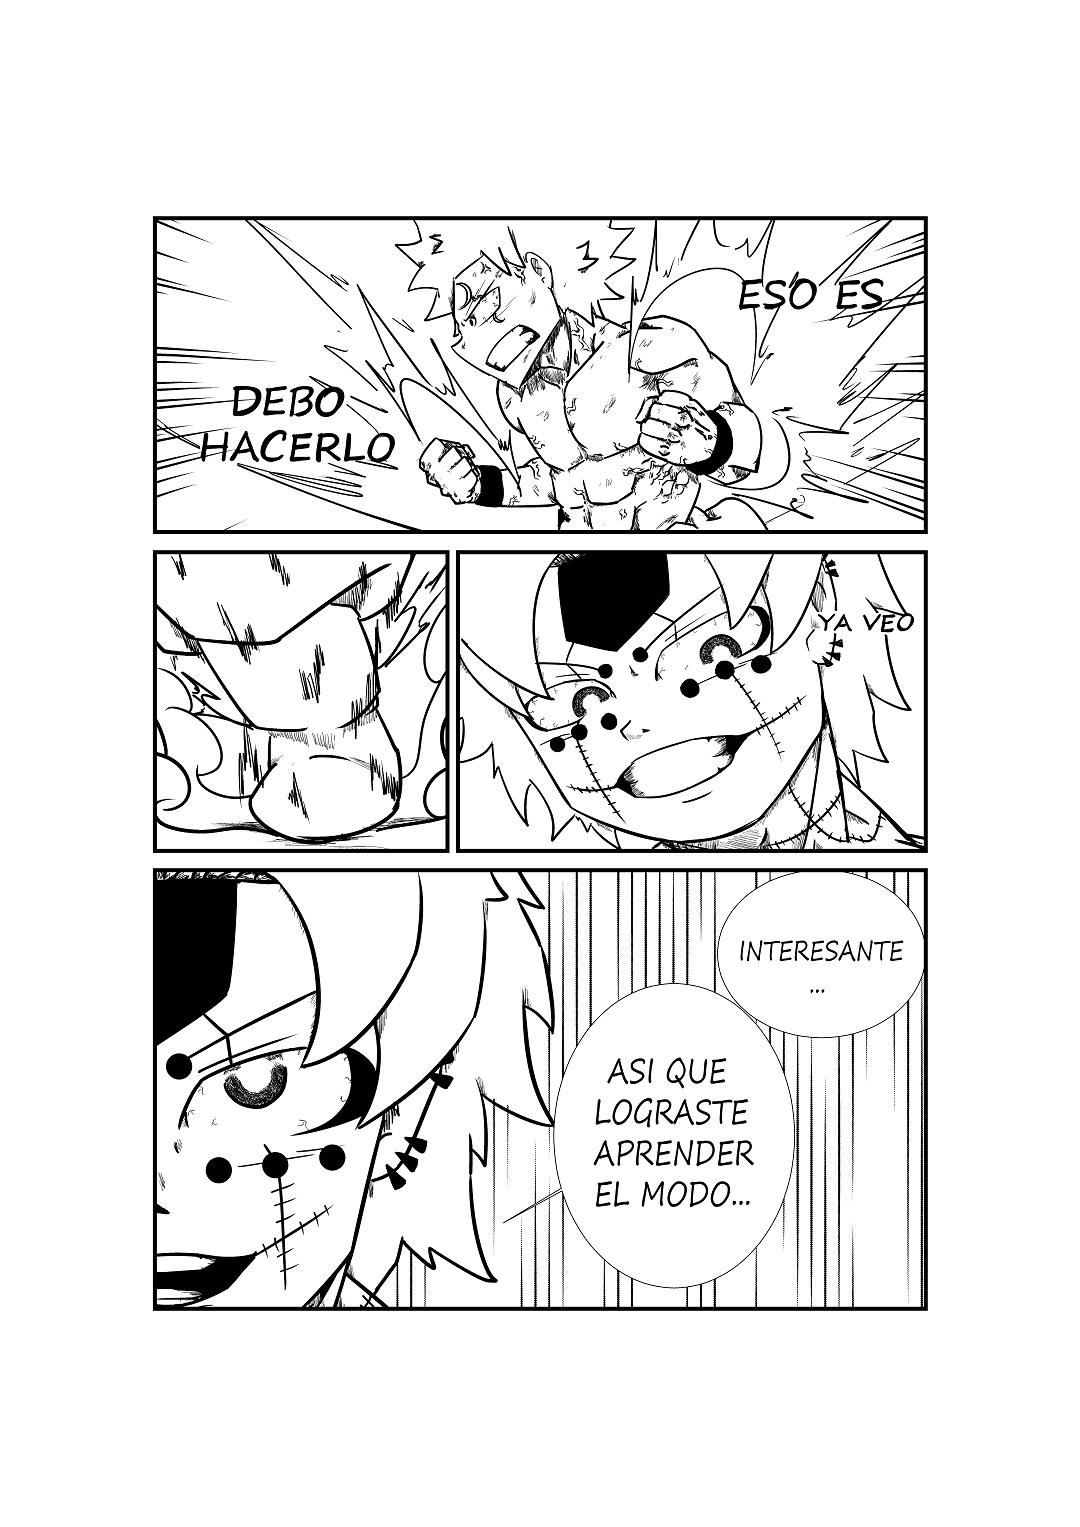 ESO ES
DEBO
HACERLO
YA VEO
INTERESANTE
...
ASI QUE
LOGRASTE
APRENDER
EL MODO...